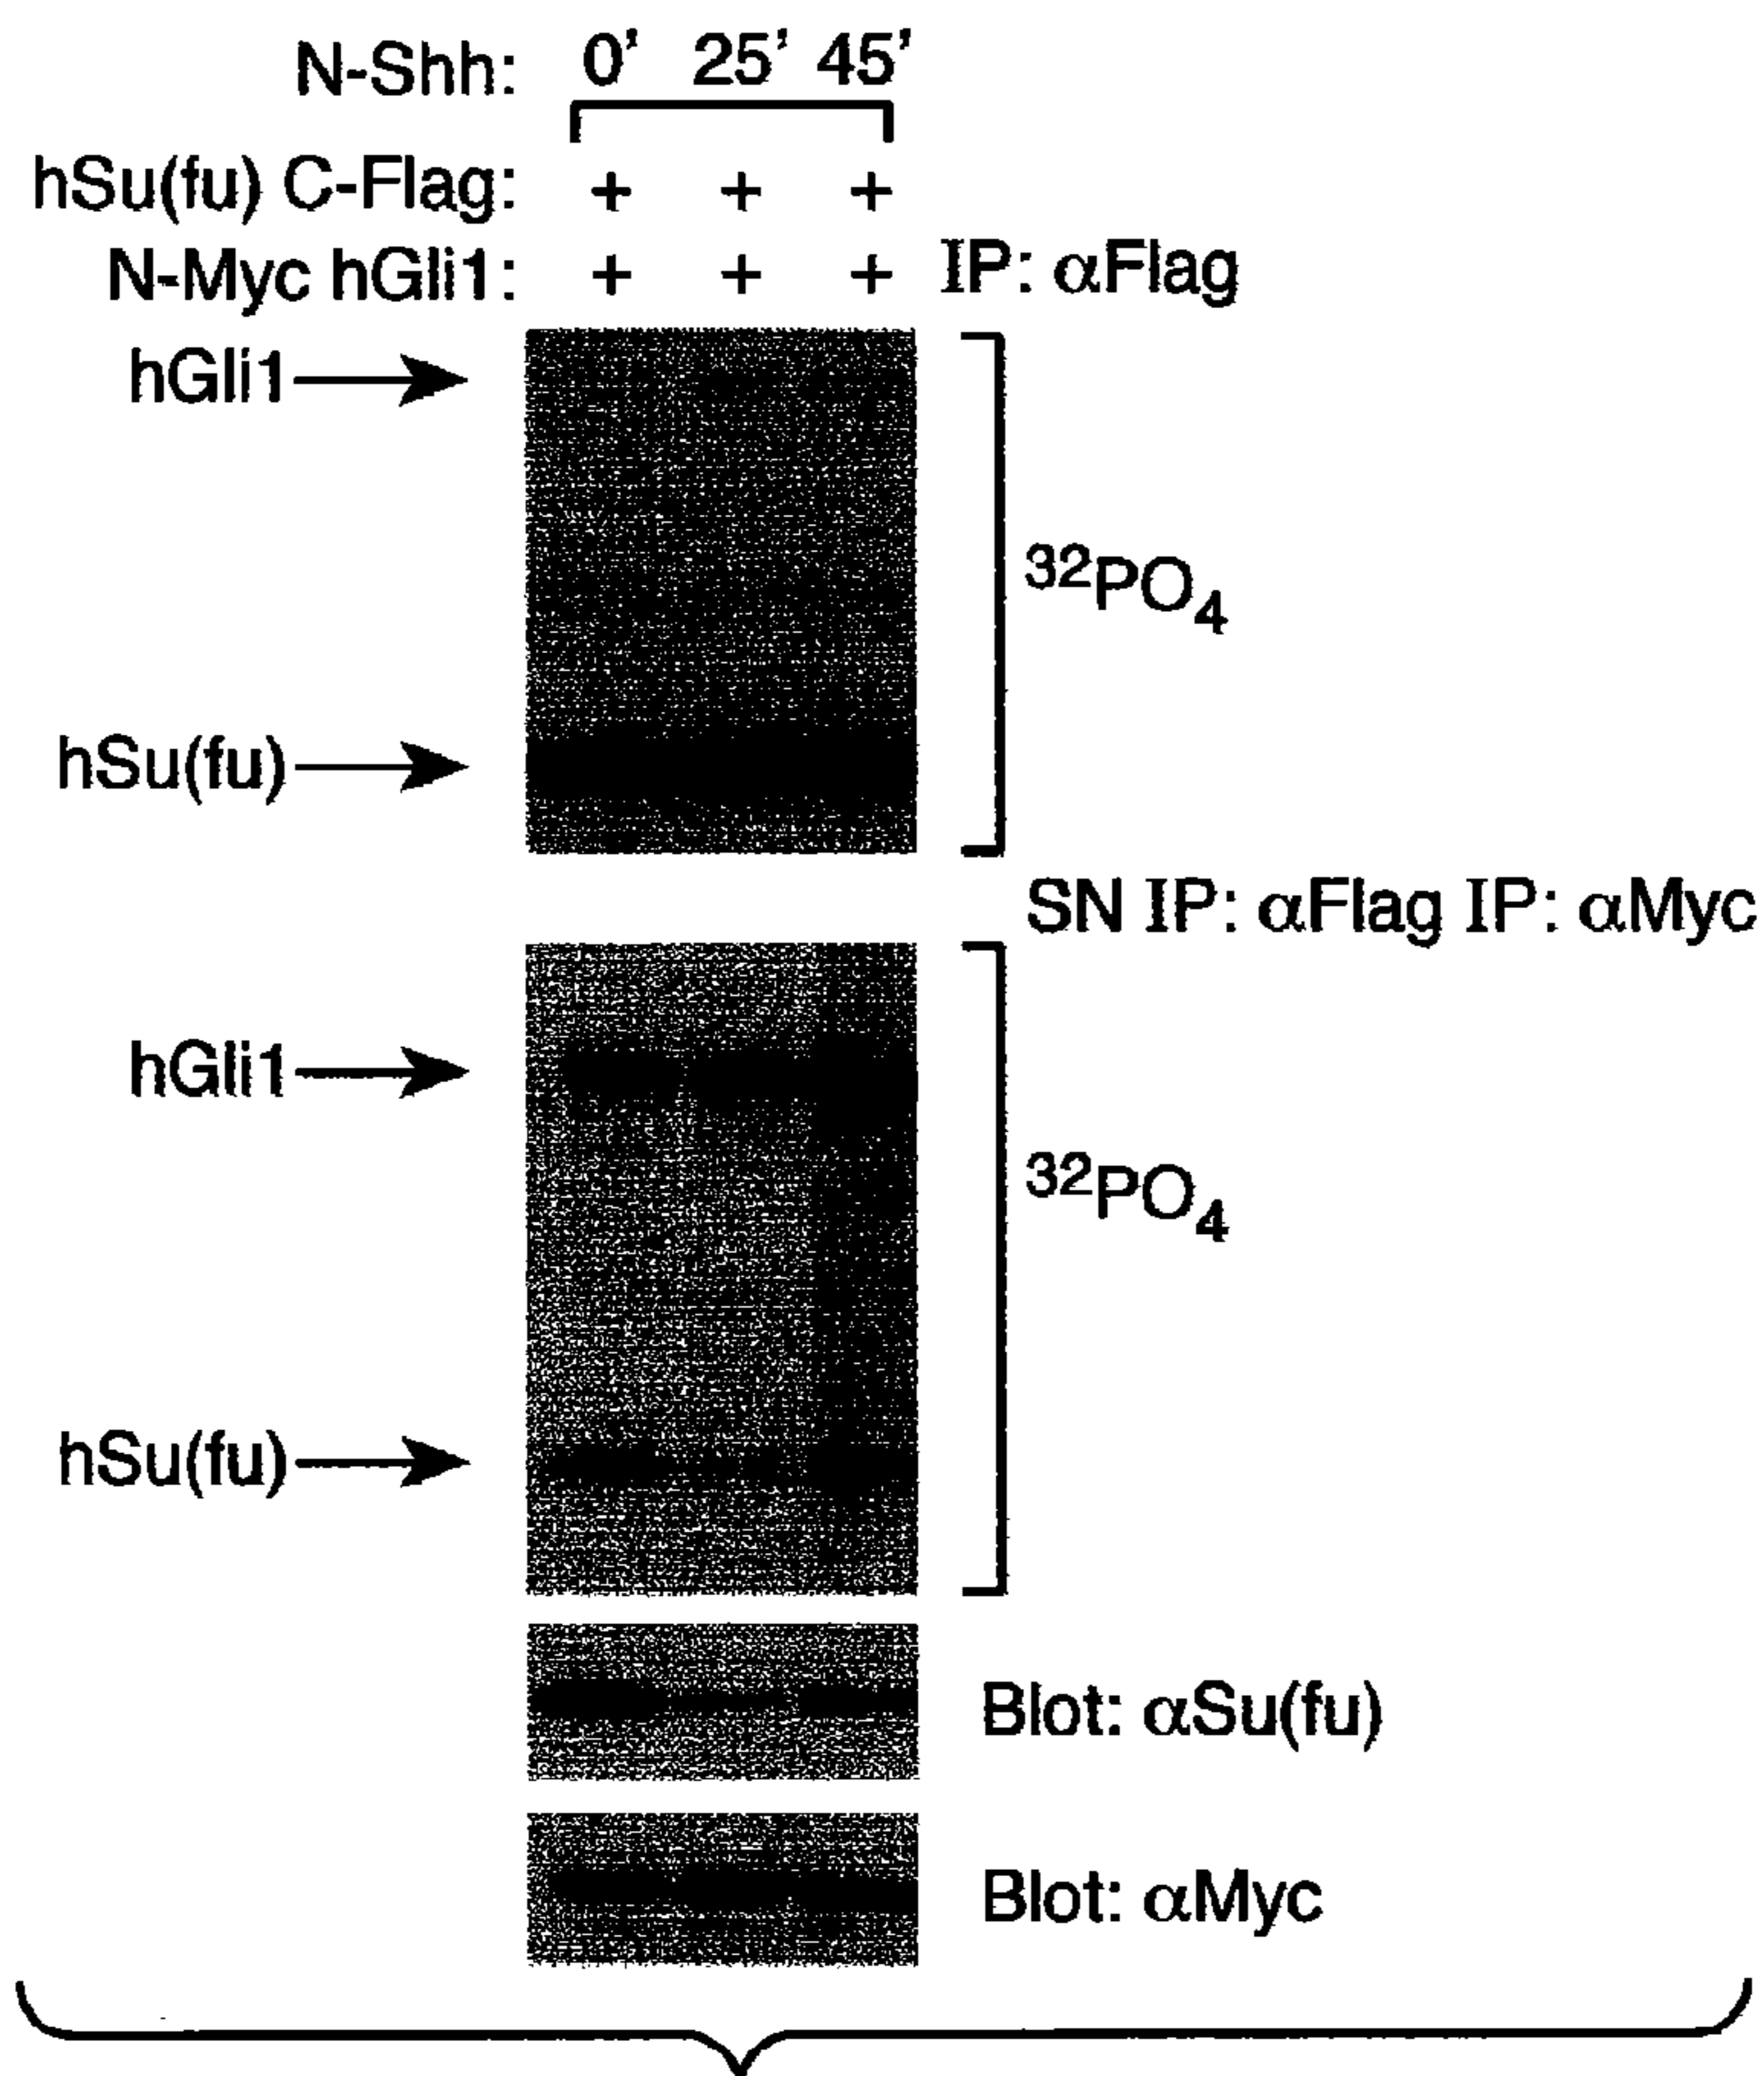 N-Shh: 0' 25' 45'
hSu(fu) C-Flag: + + +
N-Myc hGli1: + + + IP: αFlag
hGli1
³²PO₄
hSu(fu)
SN IP: αFlag IP: αMyc
hGli1
³²PO₄
hSu(fu)
Blot: αSu(fu)
Blot: αMyc